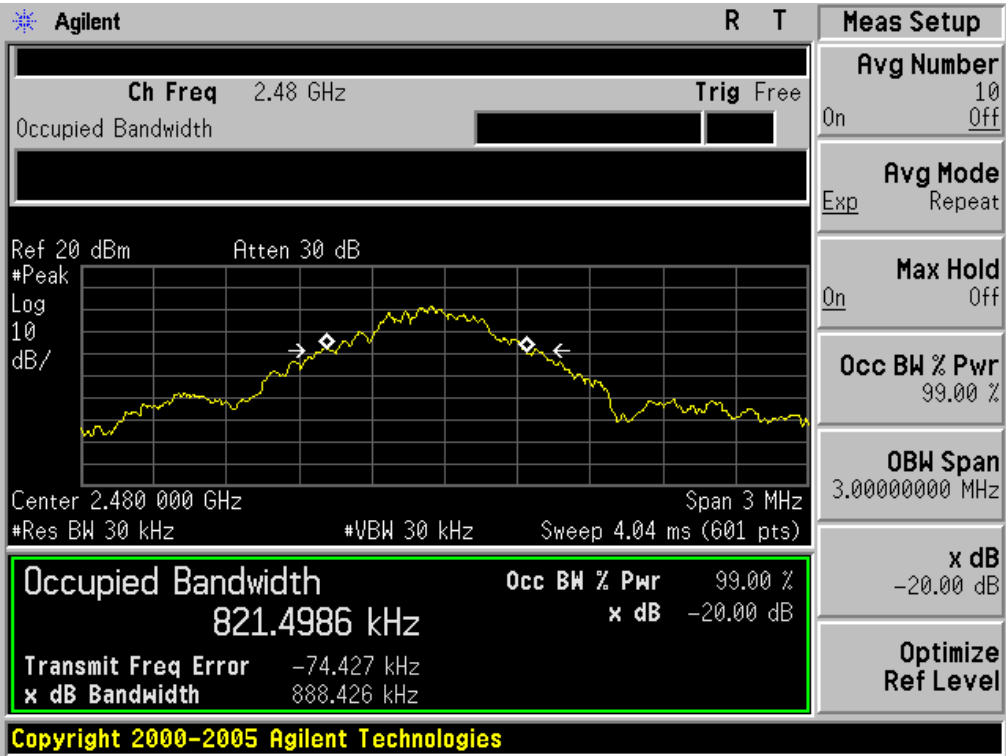 Agilent R T
Ch Freq 2.48 GHz Trig Free
Occupied Bandwidth
Ref 20 dBm Atten 30 dB
#Peak
Log
10
dB/
Center 2.480 000 GHz Span 3 MHz
#Res BW 30 kHz #VBW 30 kHz Sweep 4.04 ms (601 pts)
Occupied Bandwidth Occ BW % Pwr 99.00 %
821.4986 kHz x dB -20.00 dB
Transmit Freq Error -74.427 kHz
x dB Bandwidth 888.426 kHz
Copyright 2000-2005 Agilent Technologies
Meas Setup
Avg Number
10
On Off
Avg Mode
Exp Repeat
Max Hold
On Off
Occ BW % Pwr
99.00 %
OBW Span
3.00000000 MHz
x dB
-20.00 dB
Optimize
Ref Level